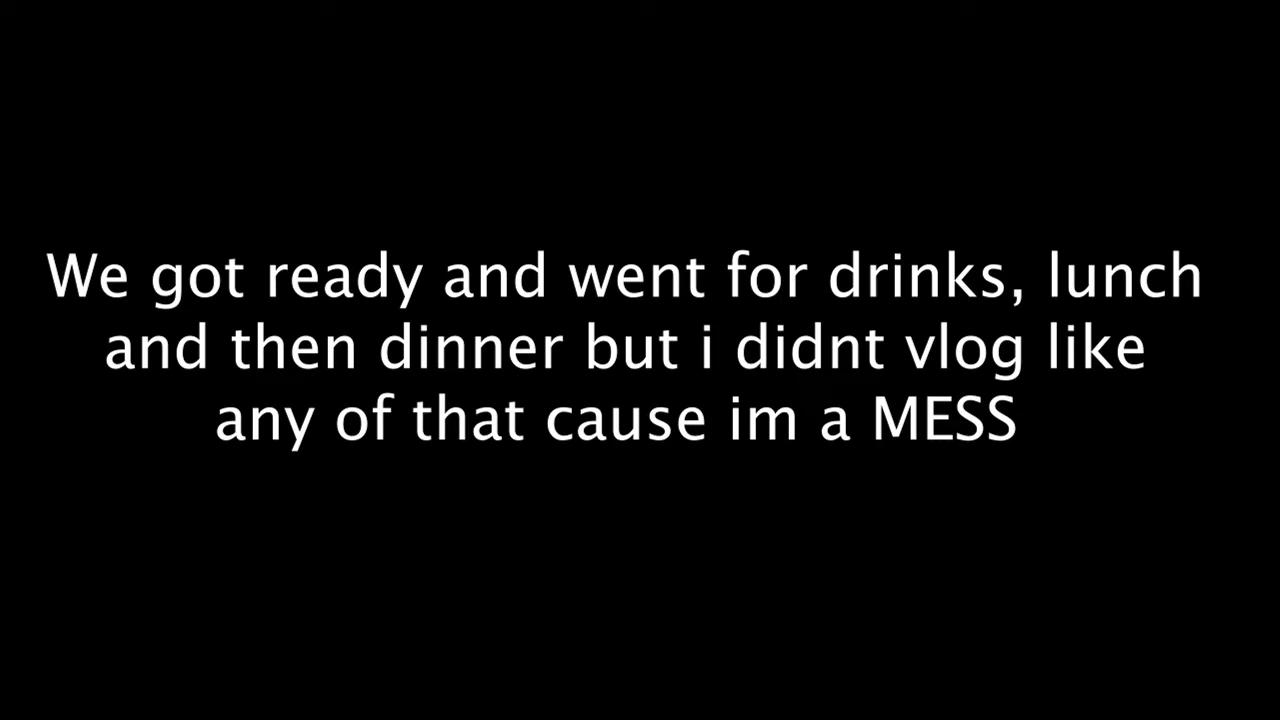 We got ready and went for drinks, lunch
and then dinner but i didnt vlog like
any of that cause im a MESS